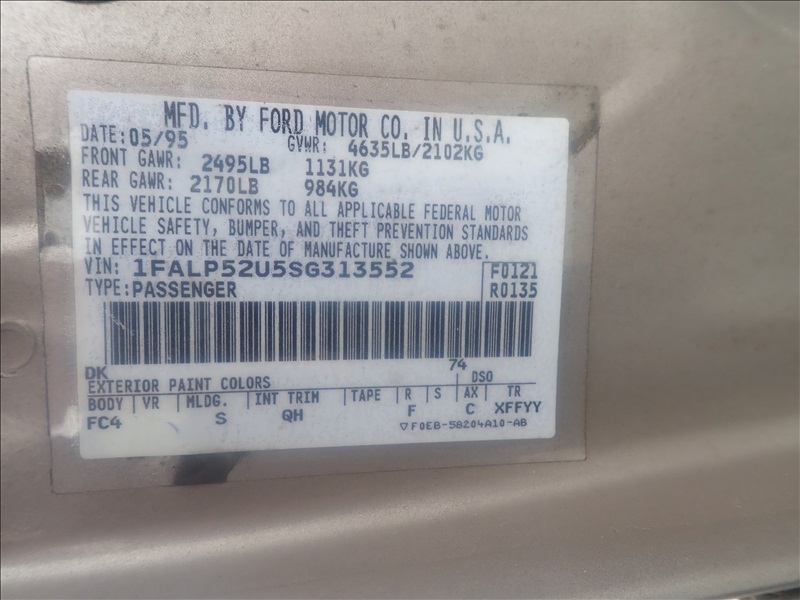 MFD. BY FORD MOTOR CO. IN U.S.A.
DATE: 05/95 GVWR: 4635LB/2102KG
FRONT GAWR: 2495LB 1131KG
REAR GAWR: 2170LB 984KG
THIS VEHICLE CONFORMS TO ALL APPLICABLE FEDERAL MOTOR
VEHICLE SAFETY, BUMPER, AND THEFT PREVENTION STANDARDS
IN EFFECT ON THE DATE OF MANUFACTURE SHOWN ABOVE.
VIN: 1FALP52U5SG313552 F0121
TYPE: PASSENGER R0135
DK 74
EXTERIOR PAINT COLORS DSO
BODY VR MLDG. INT TRIM TAPE R S AX TR
FC4 S QH F C XFFYY
▽F0EB-58204A10-AB